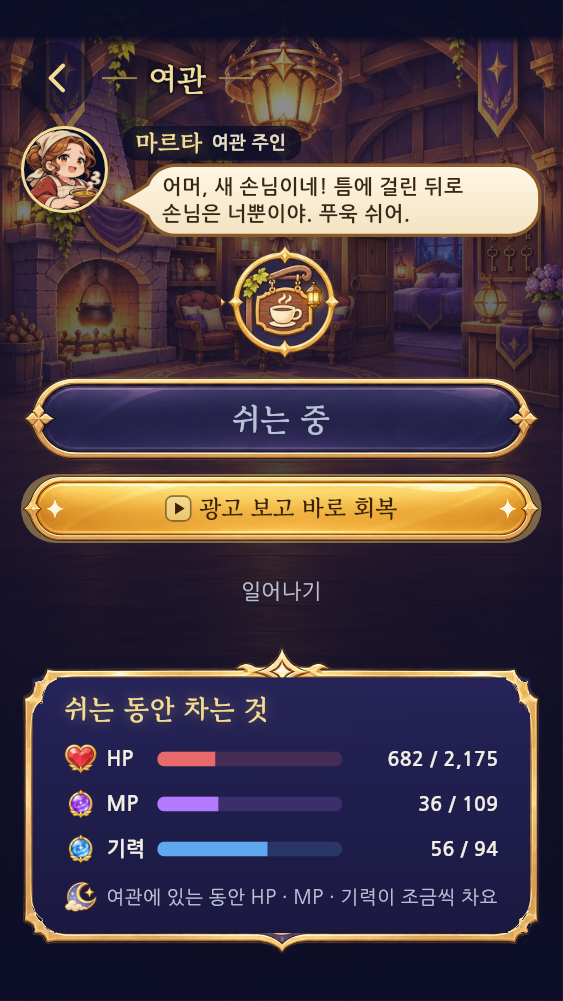 여관
마르타 여관 주인
어머, 새 손님이네! 틈에 걸린 뒤로
손님은 너뿐이야. 푸욱 쉬어.
쉬는 중
광고 보고 바로 회복
일어나기
쉬는 동안 차는 것
HP 682 / 2,175
MP 36 / 109
기력 56 / 94
여관에 있는 동안 HP · MP · 기력이 조금씩 차요